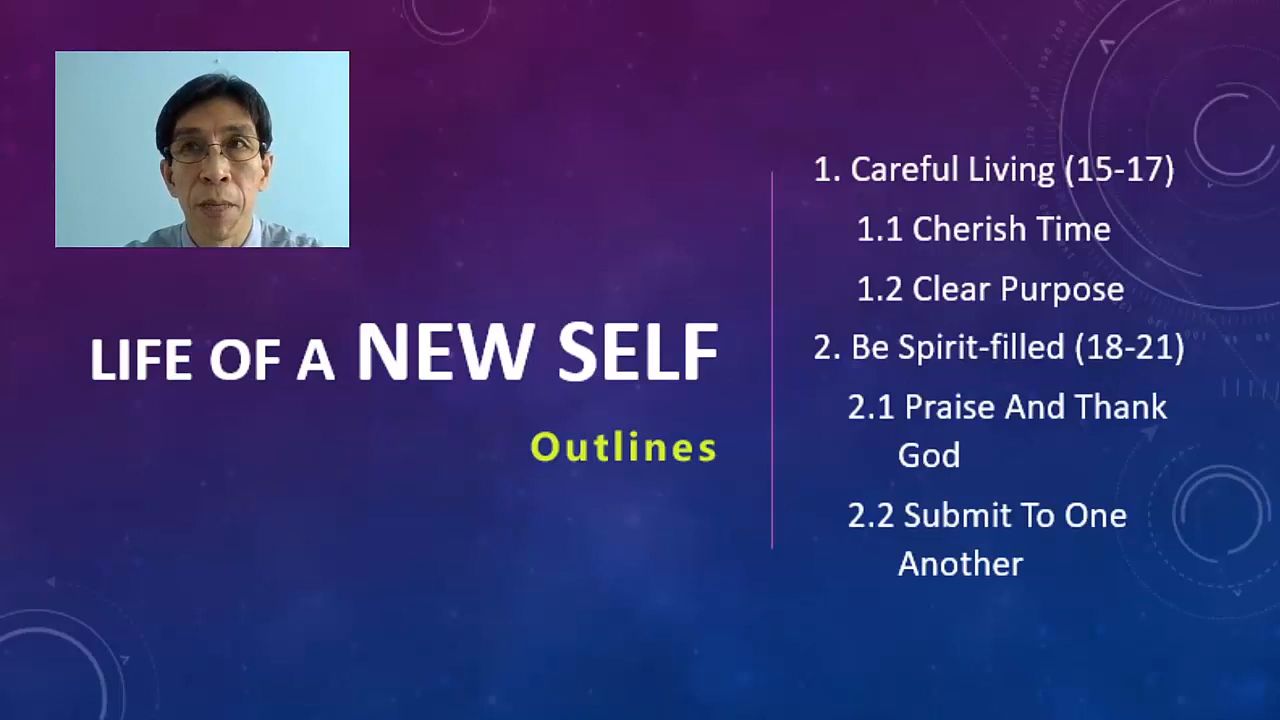 LIFE OF A NEW SELF
Outlines
1. Careful Living (15-17)
1.1 Cherish Time
1.2 Clear Purpose
2. Be Spirit-filled (18-21)
2.1 Praise And Thank
God
2.2 Submit To One
Another